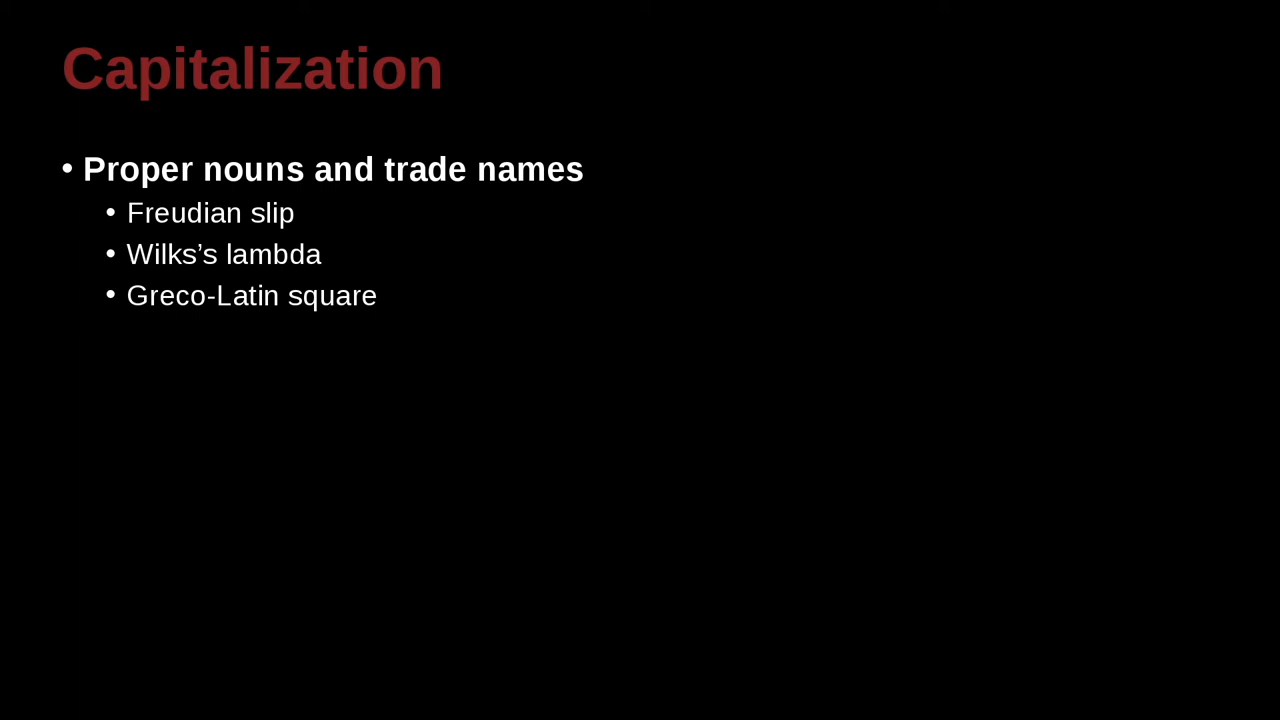 Capitalization
• Proper nouns and trade names
• Freudian slip
• Wilks’s lambda
• Greco-Latin square